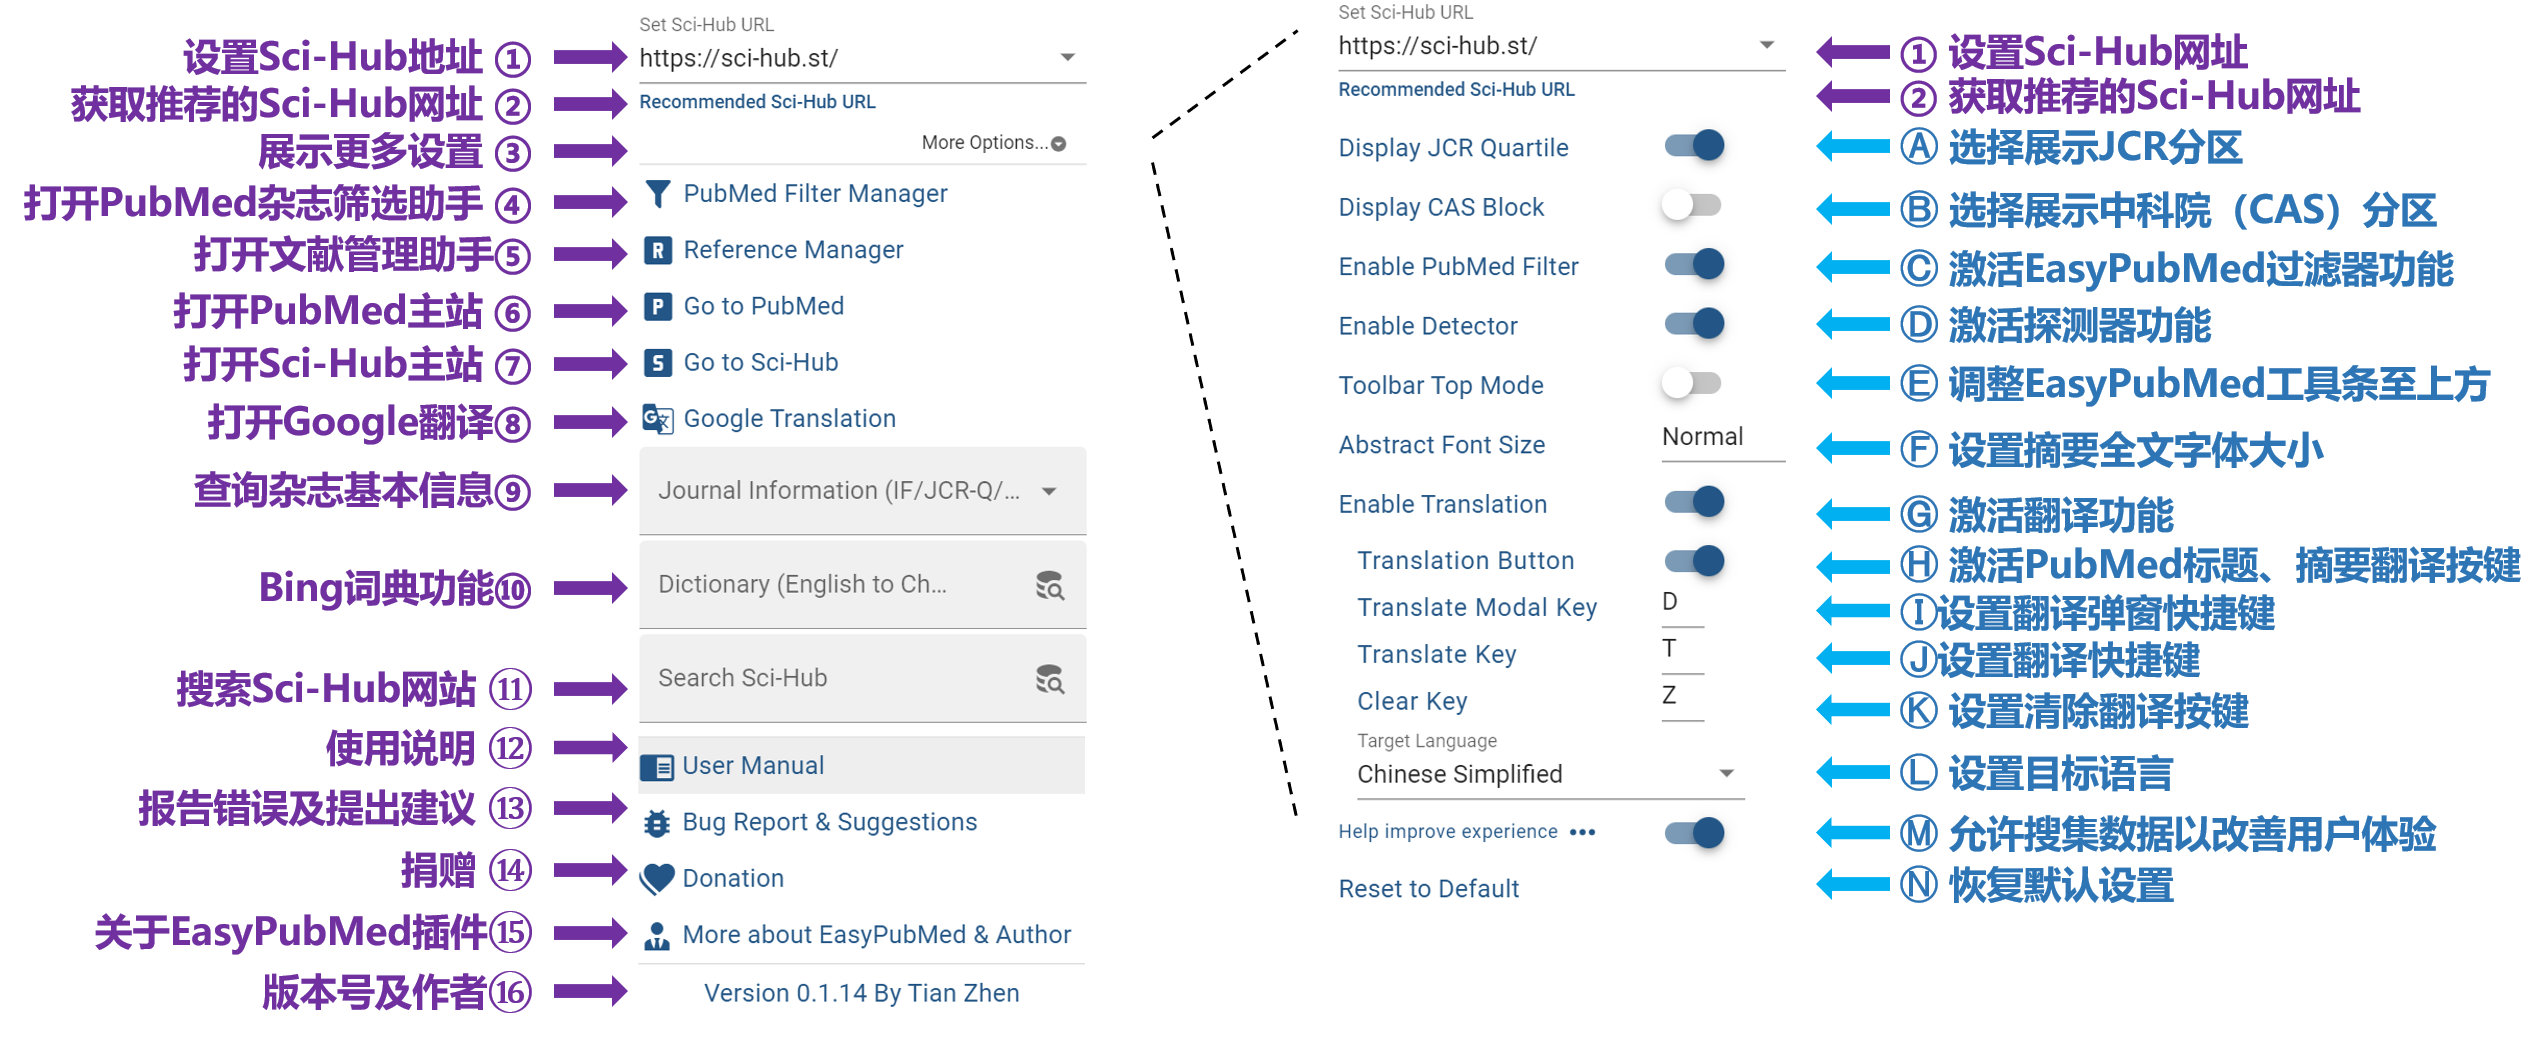 设置Sci-Hub地址 ①
获取推荐的Sci-Hub网址 ②
展示更多设置 ③
打开PubMed杂志筛选助手 ④
打开文献管理助手⑤
打开PubMed主站 ⑥
打开Sci-Hub主站 ⑦
打开Google翻译⑧
查询杂志基本信息⑨
Bing词典功能⑩
搜索Sci-Hub网站 ⑪
使用说明 ⑫
报告错误及提出建议 ⑬
捐赠 ⑭
关于EasyPubMed插件⑮
版本号及作者⑯
Set Sci-Hub URL
https://sci-hub.st/
Recommended Sci-Hub URL
More Options...
PubMed Filter Manager
R Reference Manager
P Go to PubMed
S Go to Sci-Hub
G文 Google Translation
Journal Information (IF/JCR-Q/...
Dictionary (English to Ch...
Search Sci-Hub
User Manual
Bug Report & Suggestions
Donation
More about EasyPubMed & Author
Version 0.1.14 By Tian Zhen
Set Sci-Hub URL
https://sci-hub.st/
Recommended Sci-Hub URL
Display JCR Quartile
Display CAS Block
Enable PubMed Filter
Enable Detector
Toolbar Top Mode
Abstract Font Size Normal
Enable Translation
Translation Button
Translate Modal Key D
Translate Key T
Clear Key Z
Target Language
Chinese Simplified
Help improve experience •••
Reset to Default
① 设置Sci-Hub网址
② 获取推荐的Sci-Hub网址
Ⓐ 选择展示JCR分区
Ⓑ 选择展示中科院（CAS）分区
Ⓒ 激活EasyPubMed过滤器功能
Ⓓ 激活探测器功能
Ⓔ 调整EasyPubMed工具条至上方
Ⓕ 设置摘要全文字体大小
Ⓖ 激活翻译功能
Ⓗ 激活PubMed标题、摘要翻译按键
Ⓘ设置翻译弹窗快捷键
Ⓙ设置翻译快捷键
Ⓚ 设置清除翻译按键
Ⓛ 设置目标语言
Ⓜ 允许搜集数据以改善用户体验
Ⓝ 恢复默认设置